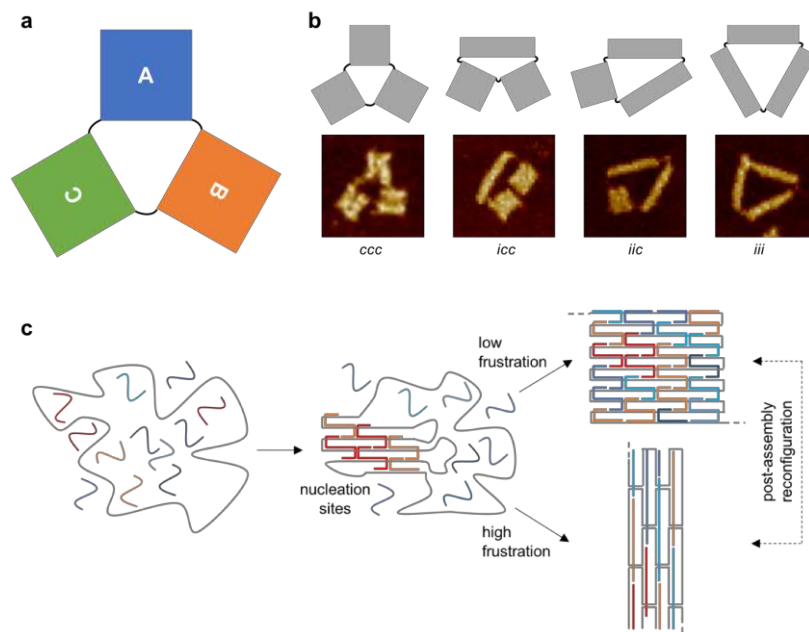 a
A
B
C
b
ccc
icc
iic
iii
c
nucleation
sites
low
frustration
high
frustration
post-assembly
reconfiguration